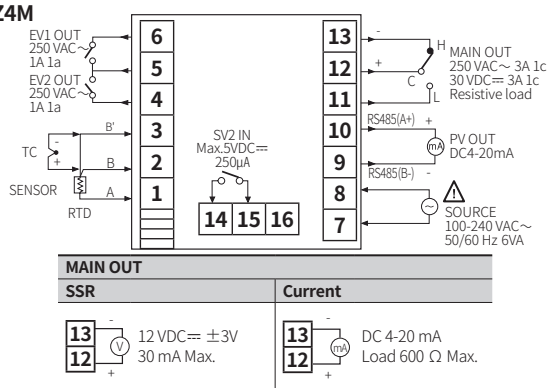 Z4M
EV1 OUT
250 VAC～
1A 1a
EV2 OUT
250 VAC～
1A 1a
6
5
4
3
2
1
B'
B
A
TC
-
+
SENSOR
RTD
SV2 IN
Max.5VDC⎓
250µA
14 15 16
13
12
11
10
9
8
7
-
+
H
C
L
MAIN OUT
250 VAC～ 3A 1c
30 VDC⎓ 3A 1c
Resistive load
RS485(A+) +
mA
PV OUT
DC4-20mA
RS485(B-) -
SOURCE
100-240 VAC～
50/60 Hz 6VA
MAIN OUT
SSR
Current
13
12
-
V
+
12 VDC⎓ ±3V
30 mA Max.
13
12
-
mA
+
DC 4-20 mA
Load 600 Ω Max.